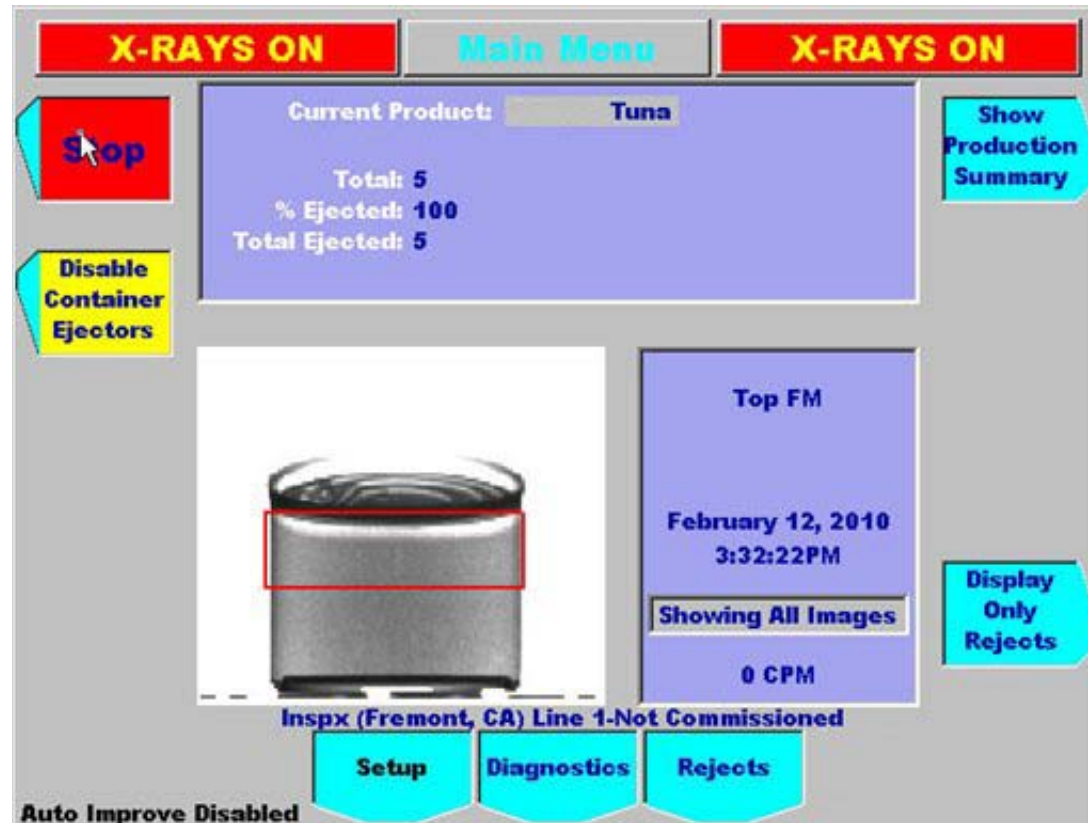 X-RAYS ON
Main Menu
X-RAYS ON
Stop
Current Product: Tuna
Total: 5
% Ejected: 100
Total Ejected: 5
Show
Production
Summary
Disable
Container
Ejectors
Top FM
February 12, 2010
3:32:22PM
Showing All Images
0 CPM
Display
Only
Rejects
Inspx (Fremont, CA) Line 1-Not Commissioned
Setup
Diagnostics
Rejects
Auto Improve Disabled